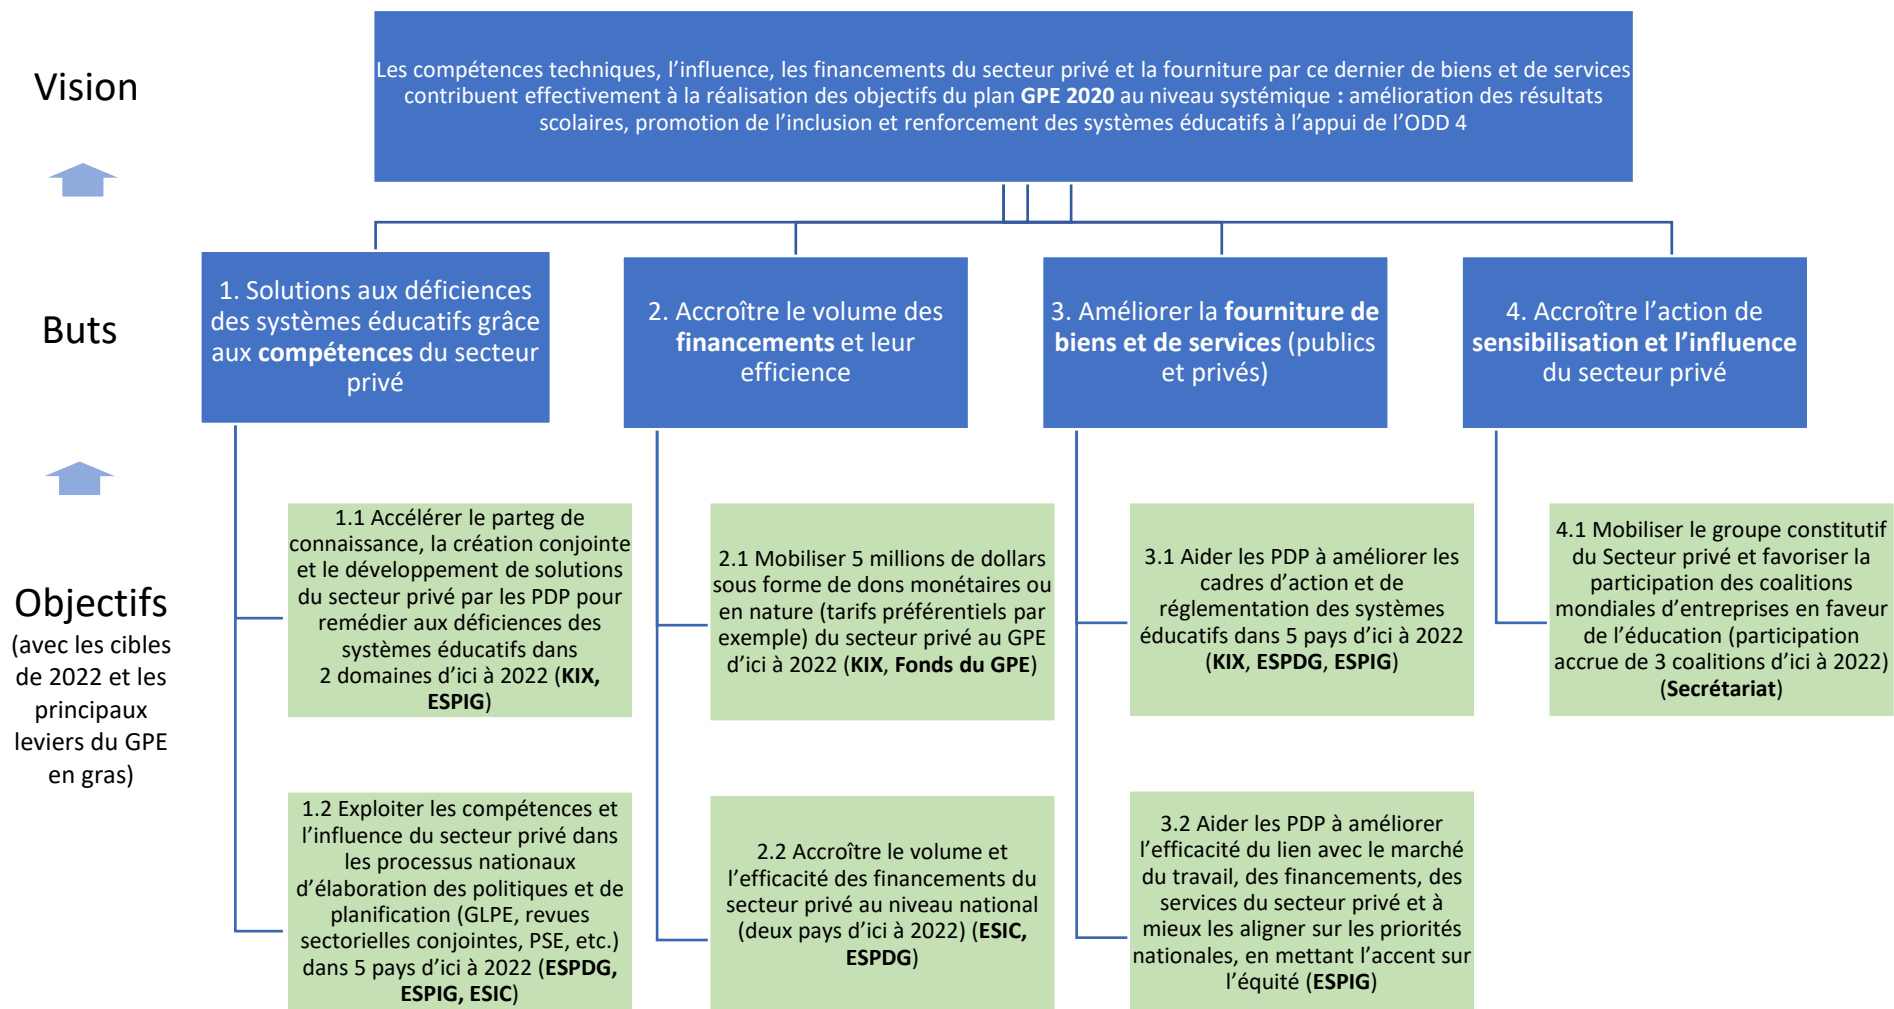 Vision
Les compétences techniques, l’influence, les financements du secteur privé et la fourniture par ce dernier de biens et de services
contribuent effectivement à la réalisation des objectifs du plan GPE 2020 au niveau systémique : amélioration des résultats
scolaires, promotion de l’inclusion et renforcement des systèmes éducatifs à l’appui de l’ODD 4
Buts
1. Solutions aux déficiences
des systèmes éducatifs grâce
aux compétences du secteur
privé
2. Accroître le volume des
financements et leur
efficience
3. Améliorer la fourniture de
biens et de services (publics
et privés)
4. Accroître l’action de
sensibilisation et l’influence
du secteur privé
Objectifs
(avec les cibles
de 2022 et les
principaux
leviers du GPE
en gras)
1.1 Accélérer le parteg de
connaissance, la création conjointe
et le développement de solutions
du secteur privé par les PDP pour
remédier aux déficiences des
systèmes éducatifs dans
2 domaines d’ici à 2022 (KIX,
ESPIG)
2.1 Mobiliser 5 millions de dollars
sous forme de dons monétaires ou
en nature (tarifs préférentiels par
exemple) du secteur privé au GPE
d’ici à 2022 (KIX, Fonds du GPE)
3.1 Aider les PDP à améliorer les
cadres d’action et de
réglementation des systèmes
éducatifs dans 5 pays d’ici à 2022
(KIX, ESPDG, ESPIG)
4.1 Mobiliser le groupe constitutif
du Secteur privé et favoriser la
participation des coalitions
mondiales d’entreprises en faveur
de l’éducation (participation
accrue de 3 coalitions d’ici à 2022)
(Secrétariat)
1.2 Exploiter les compétences et
l’influence du secteur privé dans
les processus nationaux
d’élaboration des politiques et de
planification (GLPE, revues
sectorielles conjointes, PSE, etc.)
dans 5 pays d’ici à 2022 (ESPDG,
ESPIG, ESIC)
2.2 Accroître le volume et
l’efficacité des financements du
secteur privé au niveau national
(deux pays d’ici à 2022) (ESIC,
ESPDG)
3.2 Aider les PDP à améliorer
l’efficacité du lien avec le marché
du travail, des financements, des
services du secteur privé et à
mieux les aligner sur les priorités
nationales, en mettant l’accent sur
l’équité (ESPIG)